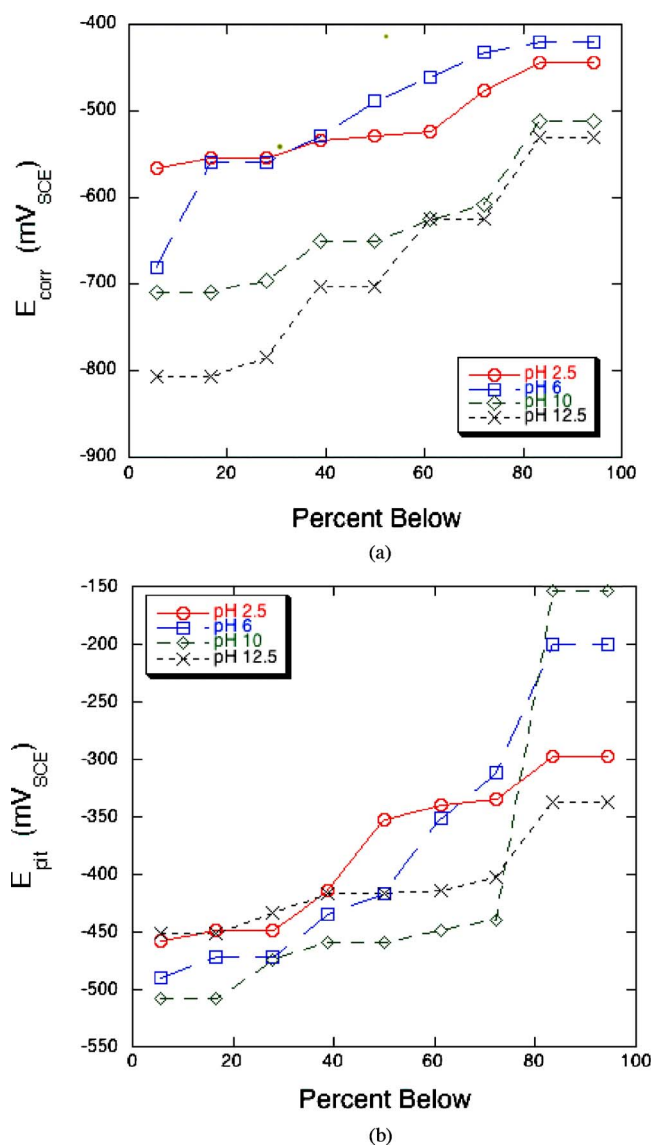 -400
-500
-600
-700
-800
-900
E_corr (mV_SCE)
pH 2.5
pH 6
pH 10
pH 12.5
0 20 40 60 80 100
Percent Below
(a)
-150
-200
-250
-300
-350
-400
-450
-500
-550
E_pit (mV_SCE)
pH 2.5
pH 6
pH 10
pH 12.5
0 20 40 60 80 100
Percent Below
(b)